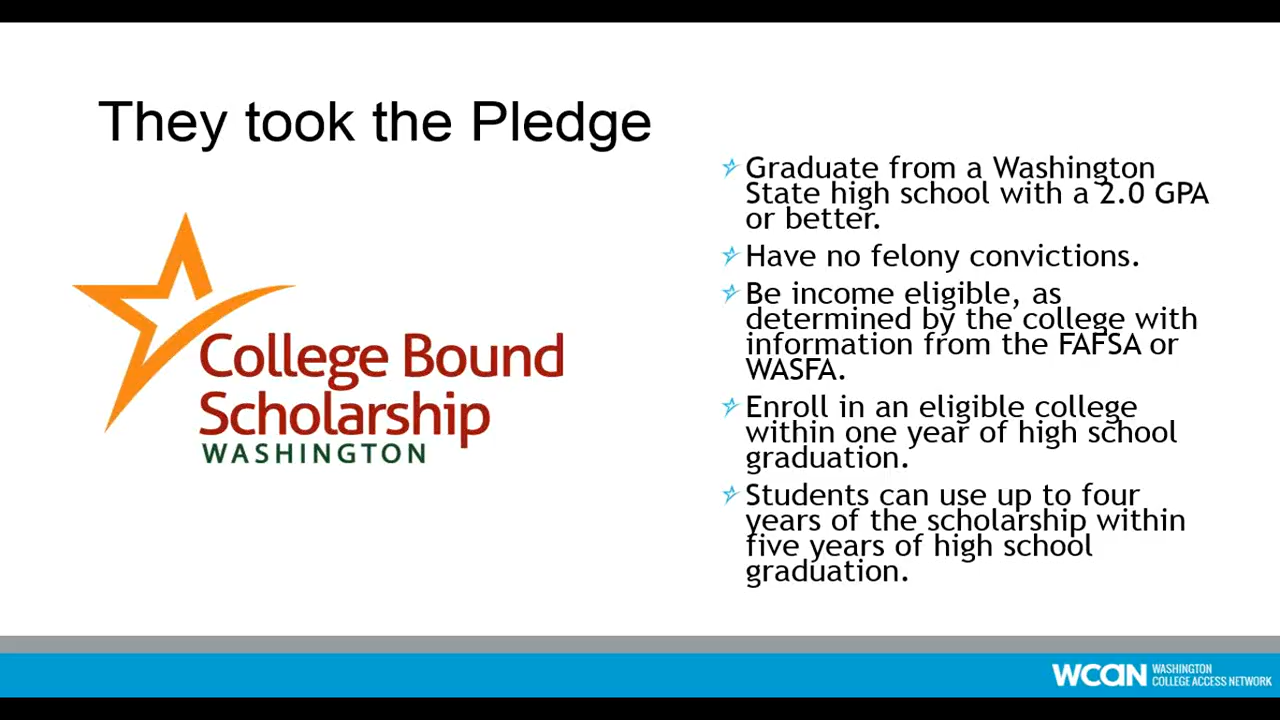 They took the Pledge
College Bound
Scholarship
WASHINGTON
Graduate from a Washington
State high school with a 2.0 GPA
or better.
Have no felony convictions.
Be income eligible, as
determined by the college with
information from the FAFSA or
WASFA.
Enroll in an eligible college
within one year of high school
graduation.
Students can use up to four
years of the scholarship within
five years of high school
graduation.
WCAN
WASHINGTON
COLLEGE ACCESS NETWORK